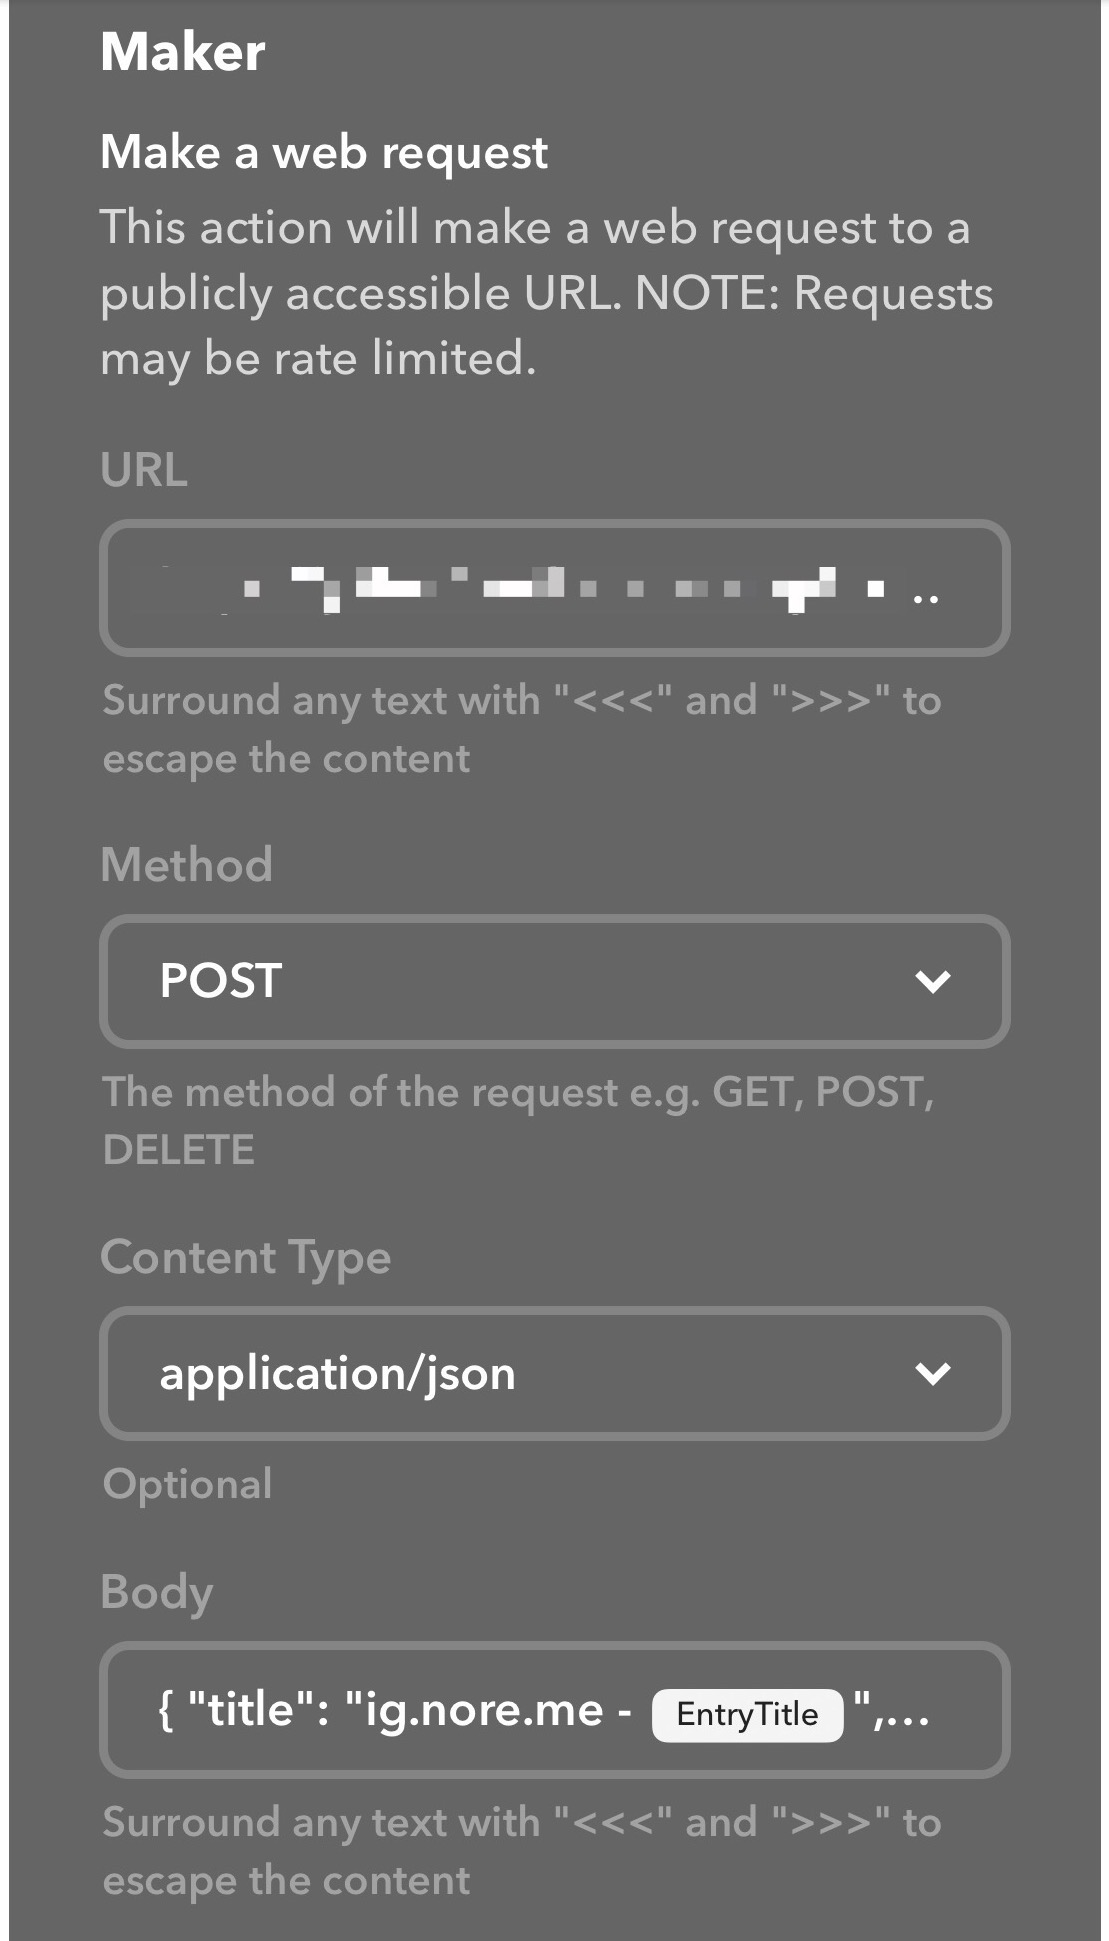 Maker
Make a web request
This action will make a web request to a
publicly accessible URL. NOTE: Requests
may be rate limited.
URL
..
Surround any text with "<<<" and ">>>" to
escape the content
Method
POST
The method of the request e.g. GET, POST,
DELETE
Content Type
application/json
Optional
Body
{ "title": "ig.nore.me - EntryTitle ",...
Surround any text with "<<<" and ">>>" to
escape the content